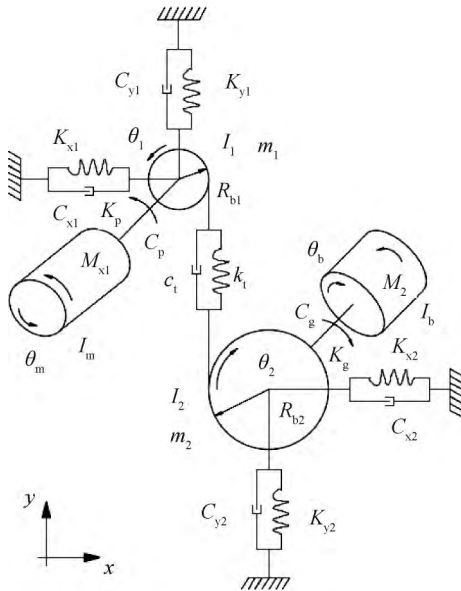 C_y1
K_y1
K_x1
θ_1
I_1
m_1
R_b1
C_x1
K_p
C_p
M_x1
θ_m
I_m
c_t
k_t
θ_b
M_2
I_b
C_g
K_g
K_x2
θ_2
I_2
m_2
R_b2
C_x2
C_y2
K_y2
y
x